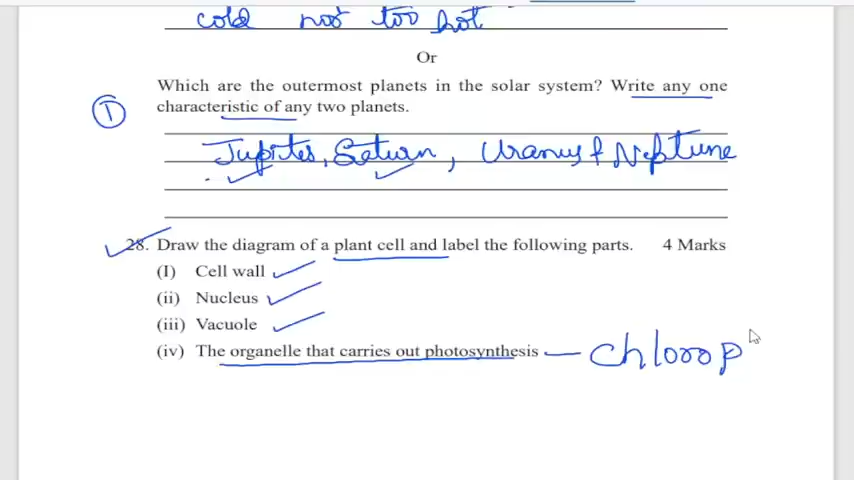 cold not too hot
Or
Which are the outermost planets in the solar system? Write any one
① characteristic of any two planets.
Jupiter, Saturn, Uranus & Neptune
28. Draw the diagram of a plant cell and label the following parts. 4 Marks
(I) Cell wall
(ii) Nucleus
(iii) Vacuole
(iv) The organelle that carries out photosynthesis — Chlorop